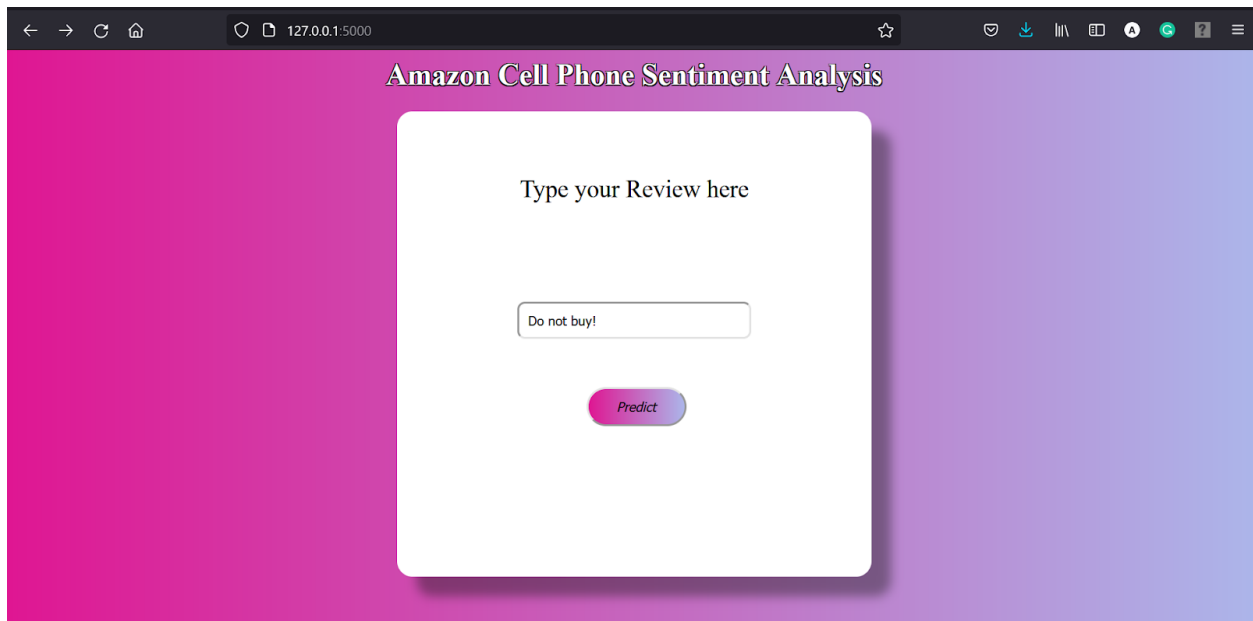 127.0.0.1:5000
Amazon Cell Phone Sentiment Analysis
Type your Review here
Do not buy!
Predict